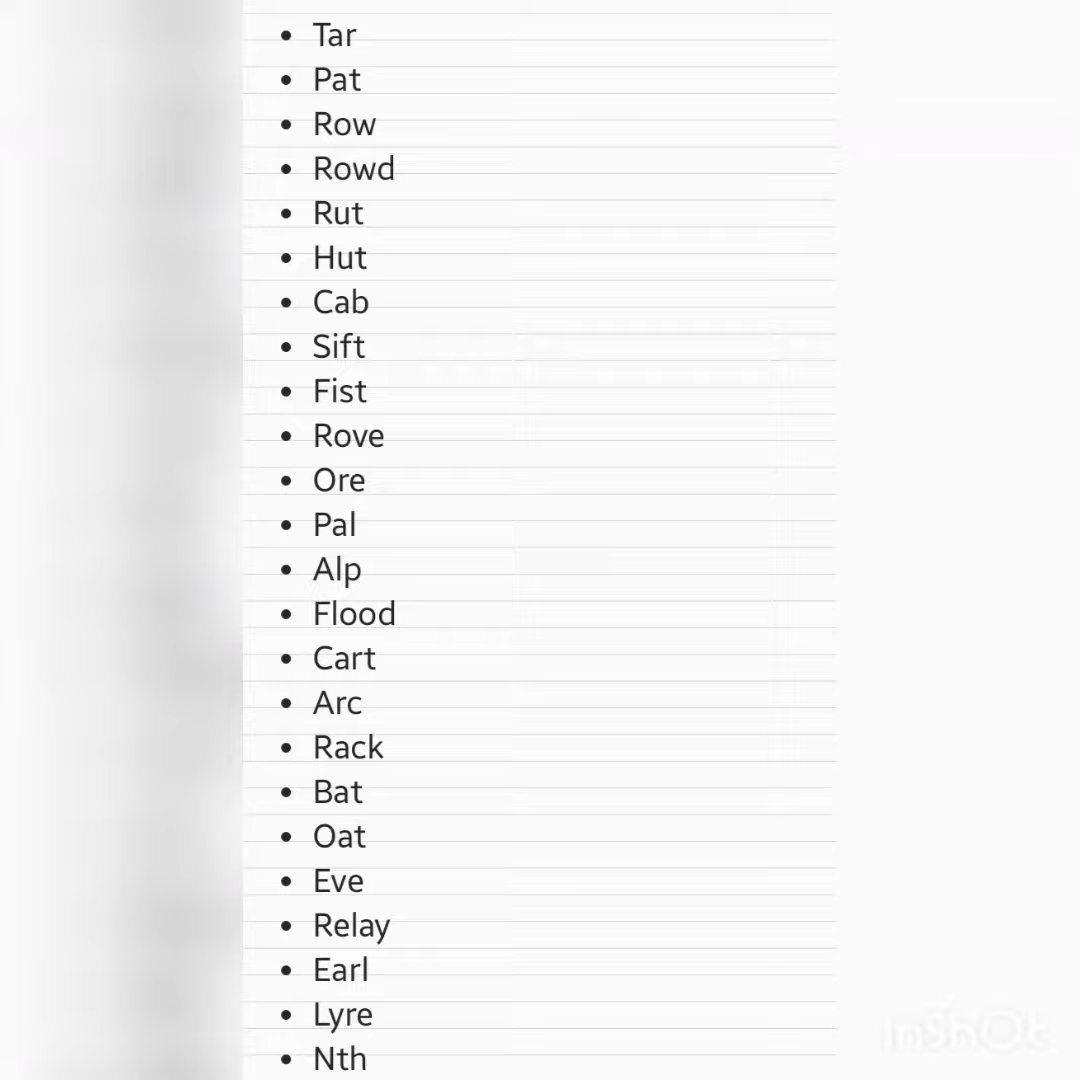 • Tar
• Pat
• Row
• Rowd
• Rut
• Hut
• Cab
• Sift
• Fist
• Rove
• Ore
• Pal
• Alp
• Flood
• Cart
• Arc
• Rack
• Bat
• Oat
• Eve
• Relay
• Earl
• Lyre
• Nth
InShOt